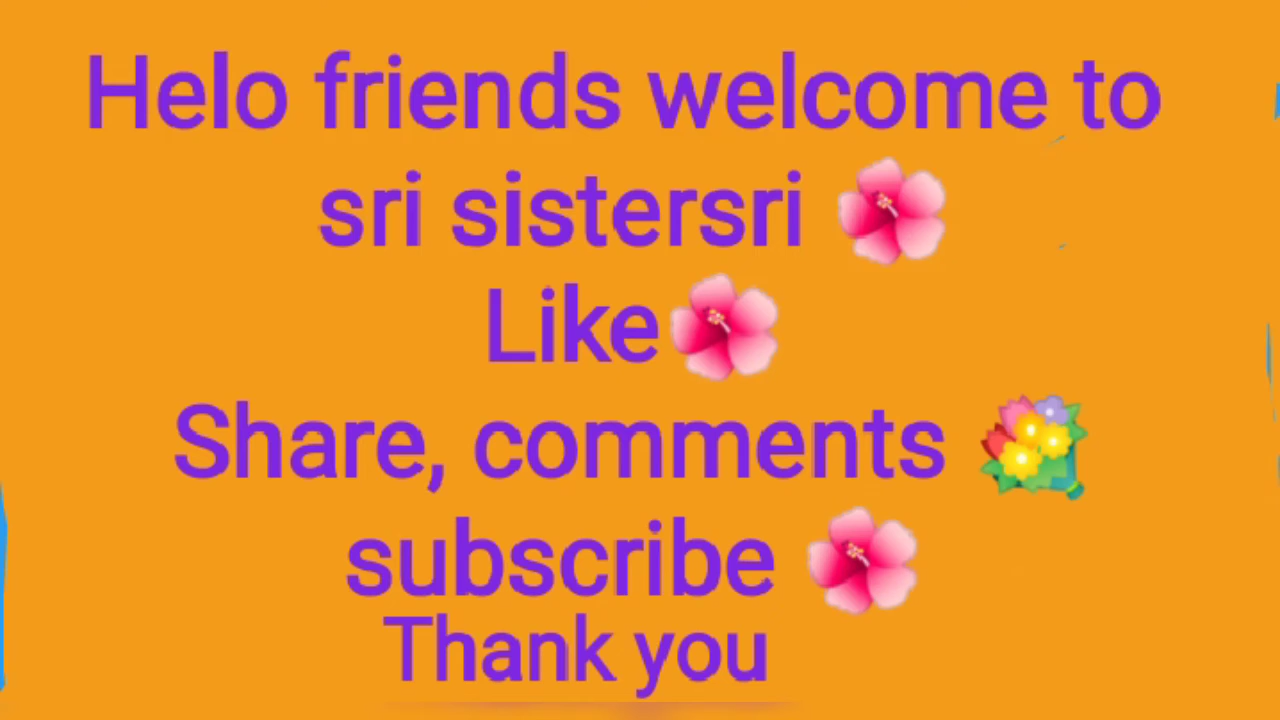 Helo friends welcome to
sri sistersri 🌺
Like🌺
Share, comments 💐
subscribe 🌺
Thank you